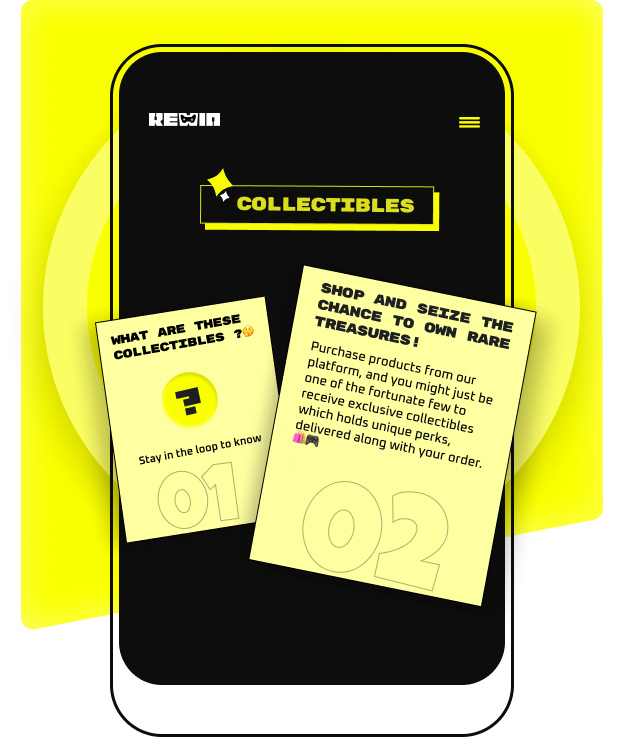 KEWIN
COLLECTIBLES
WHAT ARE THESE
COLLECTIBLES ?🤔
?
Stay in the loop to know
01
SHOP AND SEIZE THE
CHANCE TO OWN RARE
TREASURES!
Purchase products from our
platform, and you might just be
one of the fortunate few to
receive exclusive collectibles
which holds unique perks,
delivered along with your order.
🛍️🎮
02